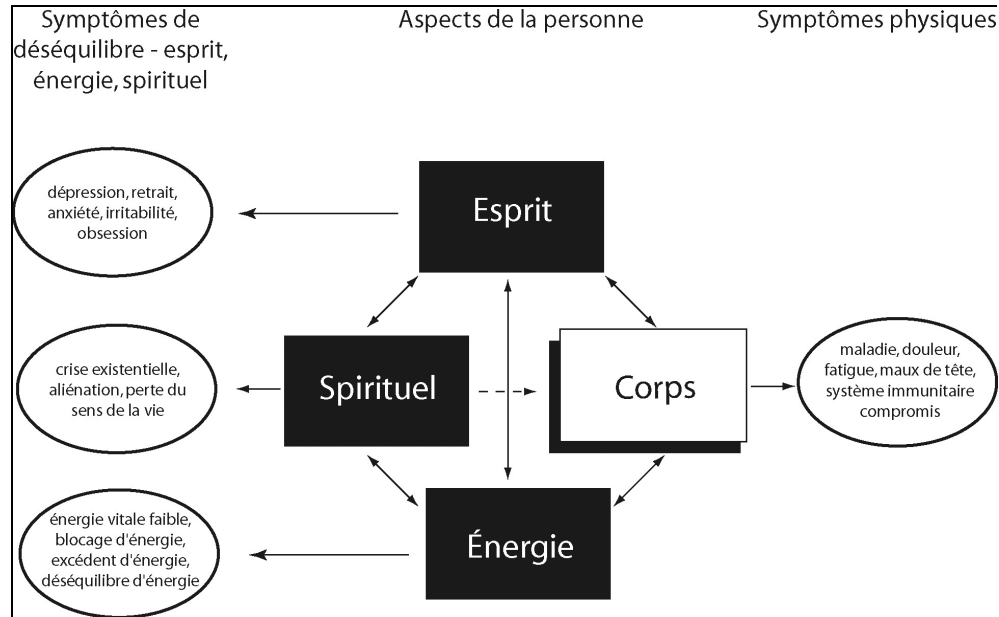 Symptômes de
déséquilibre - esprit,
énergie, spirituel
Aspects de la personne
Symptômes physiques
dépression, retrait,
anxiété, irritabilité,
obsession
Esprit
crise existentielle,
aliénation, perte du
sens de la vie
Spirituel
Corps
maladie, douleur,
fatigue, maux de tête,
système immunitaire
compromis
énergie vitale faible,
blocage d'énergie,
excédent d'énergie,
déséquilibre d'énergie
Énergie